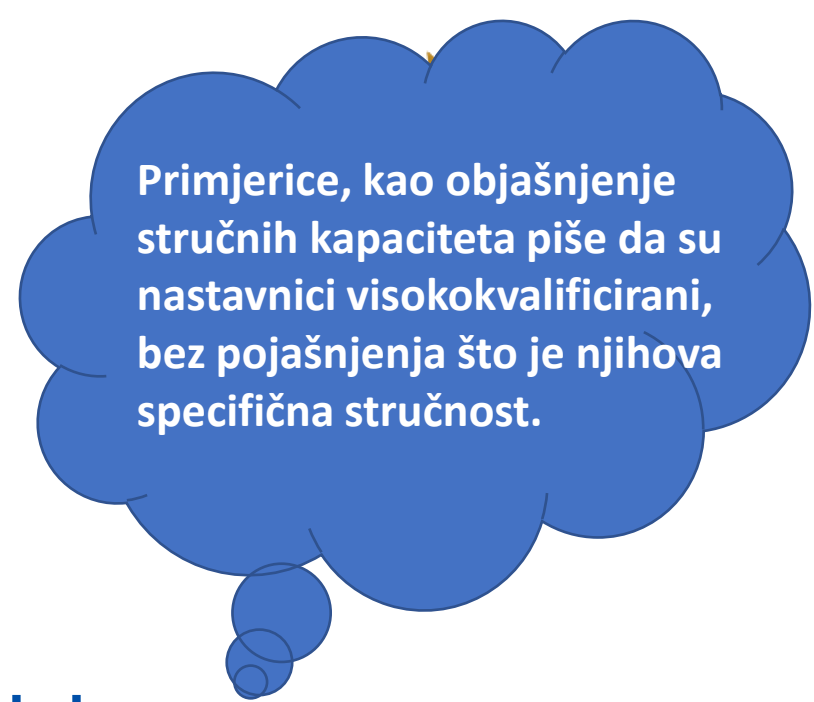 Primjerice, kao objašnjenje
stručnih kapaciteta piše da su
nastavnici visokokvalificirani,
bez pojašnjenja što je njihova
specifična stručnost.